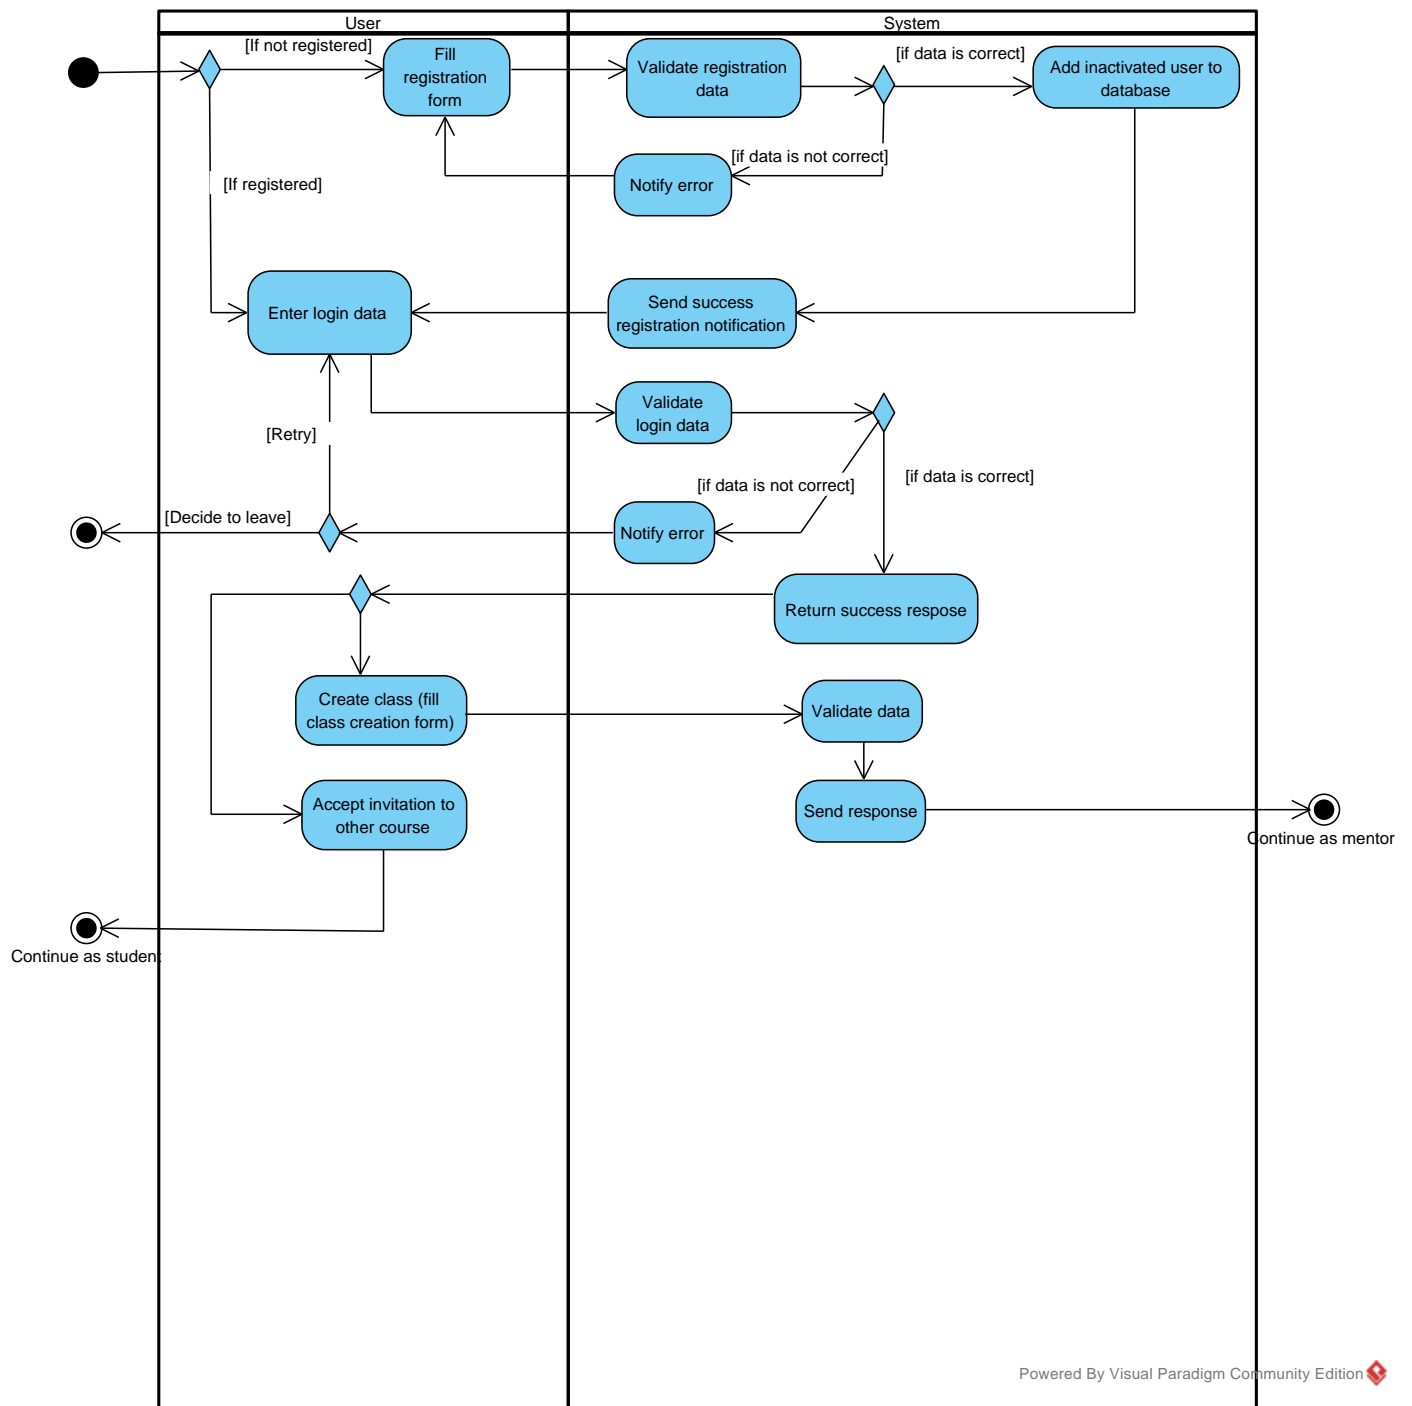 User
System
[If not registered]
Fill
registration
form
Validate registration
data
[if data is correct]
Add inactivated user to
database
[if data is not correct]
Notify error
[If registered]
Enter login data
Send success
registration notification
Validate
login data
[Retry]
[if data is not correct]
[if data is correct]
[Decide to leave]
Notify error
Return success respose
Create class (fill
class creation form)
Validate data
Accept invitation to
other course
Send response
Continue as mentor
Continue as student
Powered By Visual Paradigm Community Edition